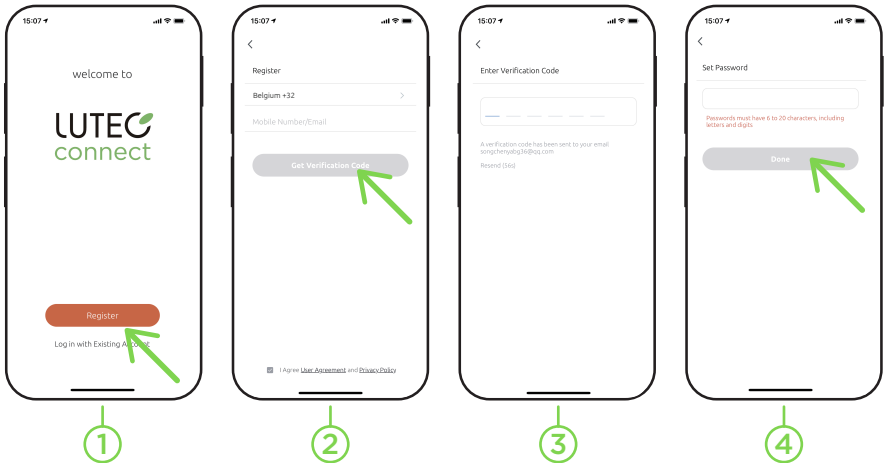 15:07
welcome to
LUTEC
connect
Register
Log in with Existing Account
1
15:07
Register
Belgium +32
Mobile Number/Email
Get Verification Code
I Agree User Agreement and Privacy Policy
2
15:07
Enter Verification Code
A verification code has been sent to your email
songchenyabg36@qq.com
Resend (56s)
3
15:07
Set Password
Passwords must have 6 to 20 characters, including
letters and digits
Done
4